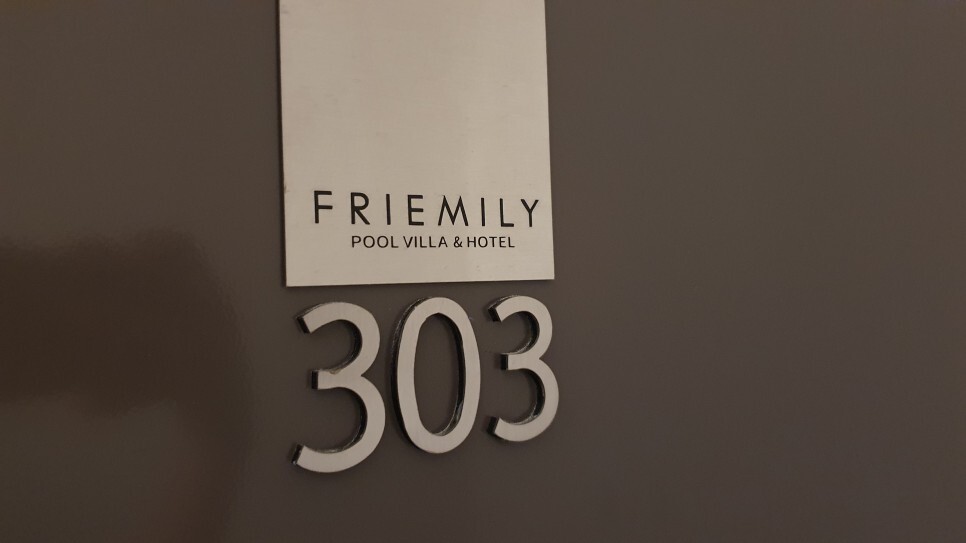 FRIEMILY
POOL VILLA & HOTEL
303